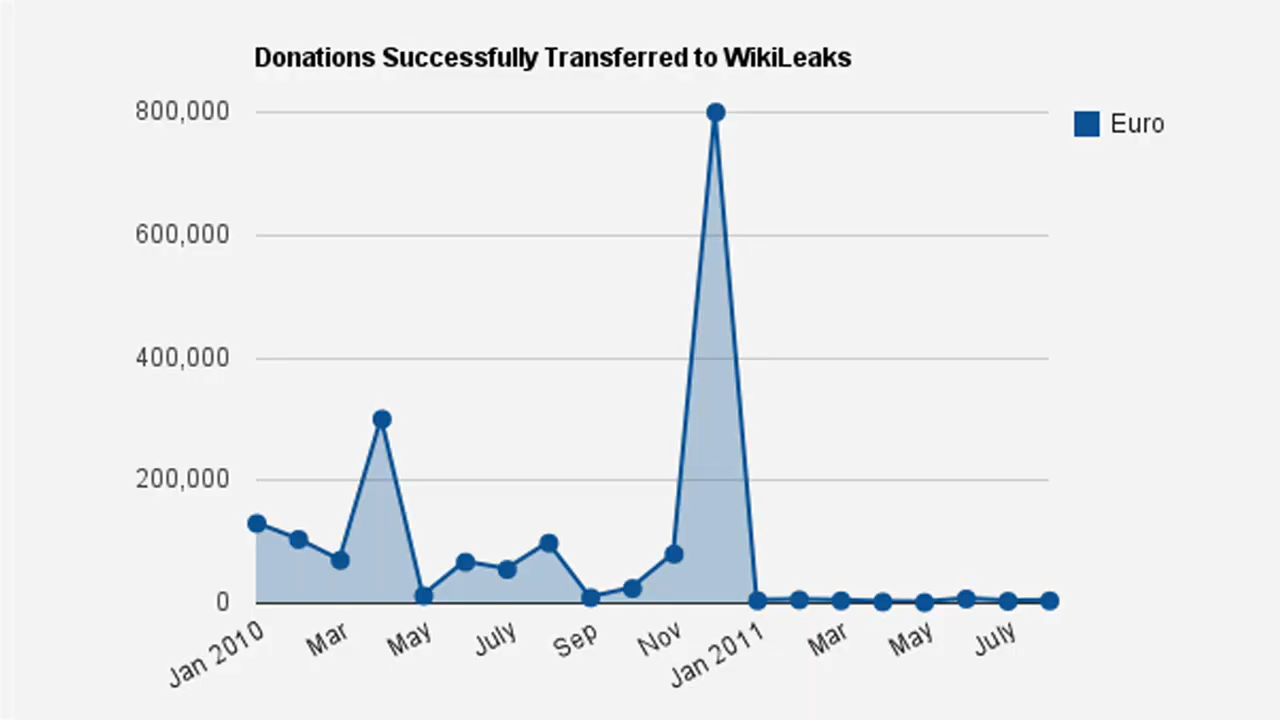 Donations Successfully Transferred to WikiLeaks
800,000
600,000
400,000
200,000
0
Euro
Jan 2010
Mar
May
July
Sep
Nov
Jan 2011
Mar
May
July